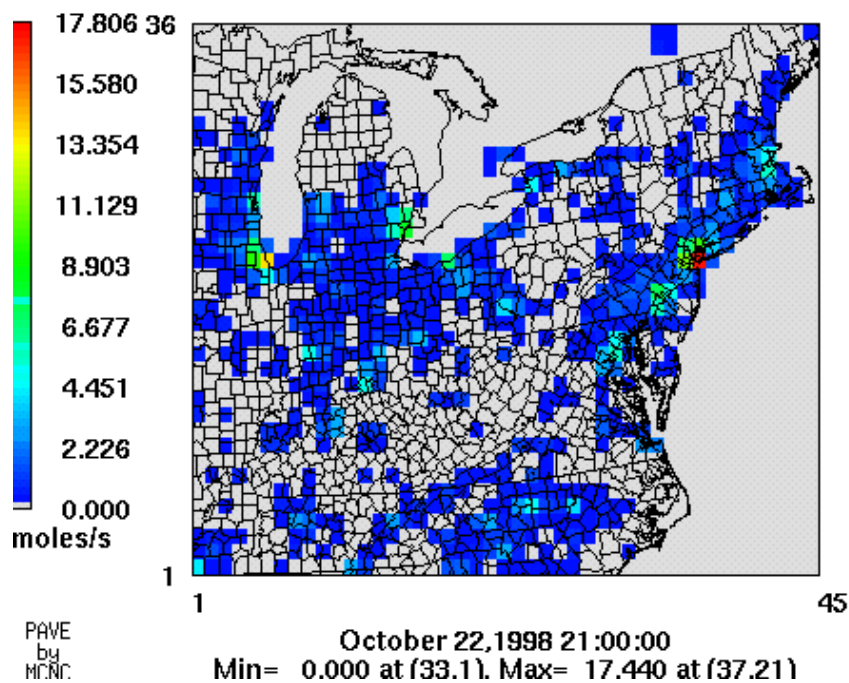 17.806
36
15.580
13.354
11.129
8.903
6.677
4.451
2.226
0.000
moles/s
1
1
45
PAVE
by
MCNC
October 22,1998 21:00:00
Min= 0.000 at (33,1), Max= 17.440 at (37,21)